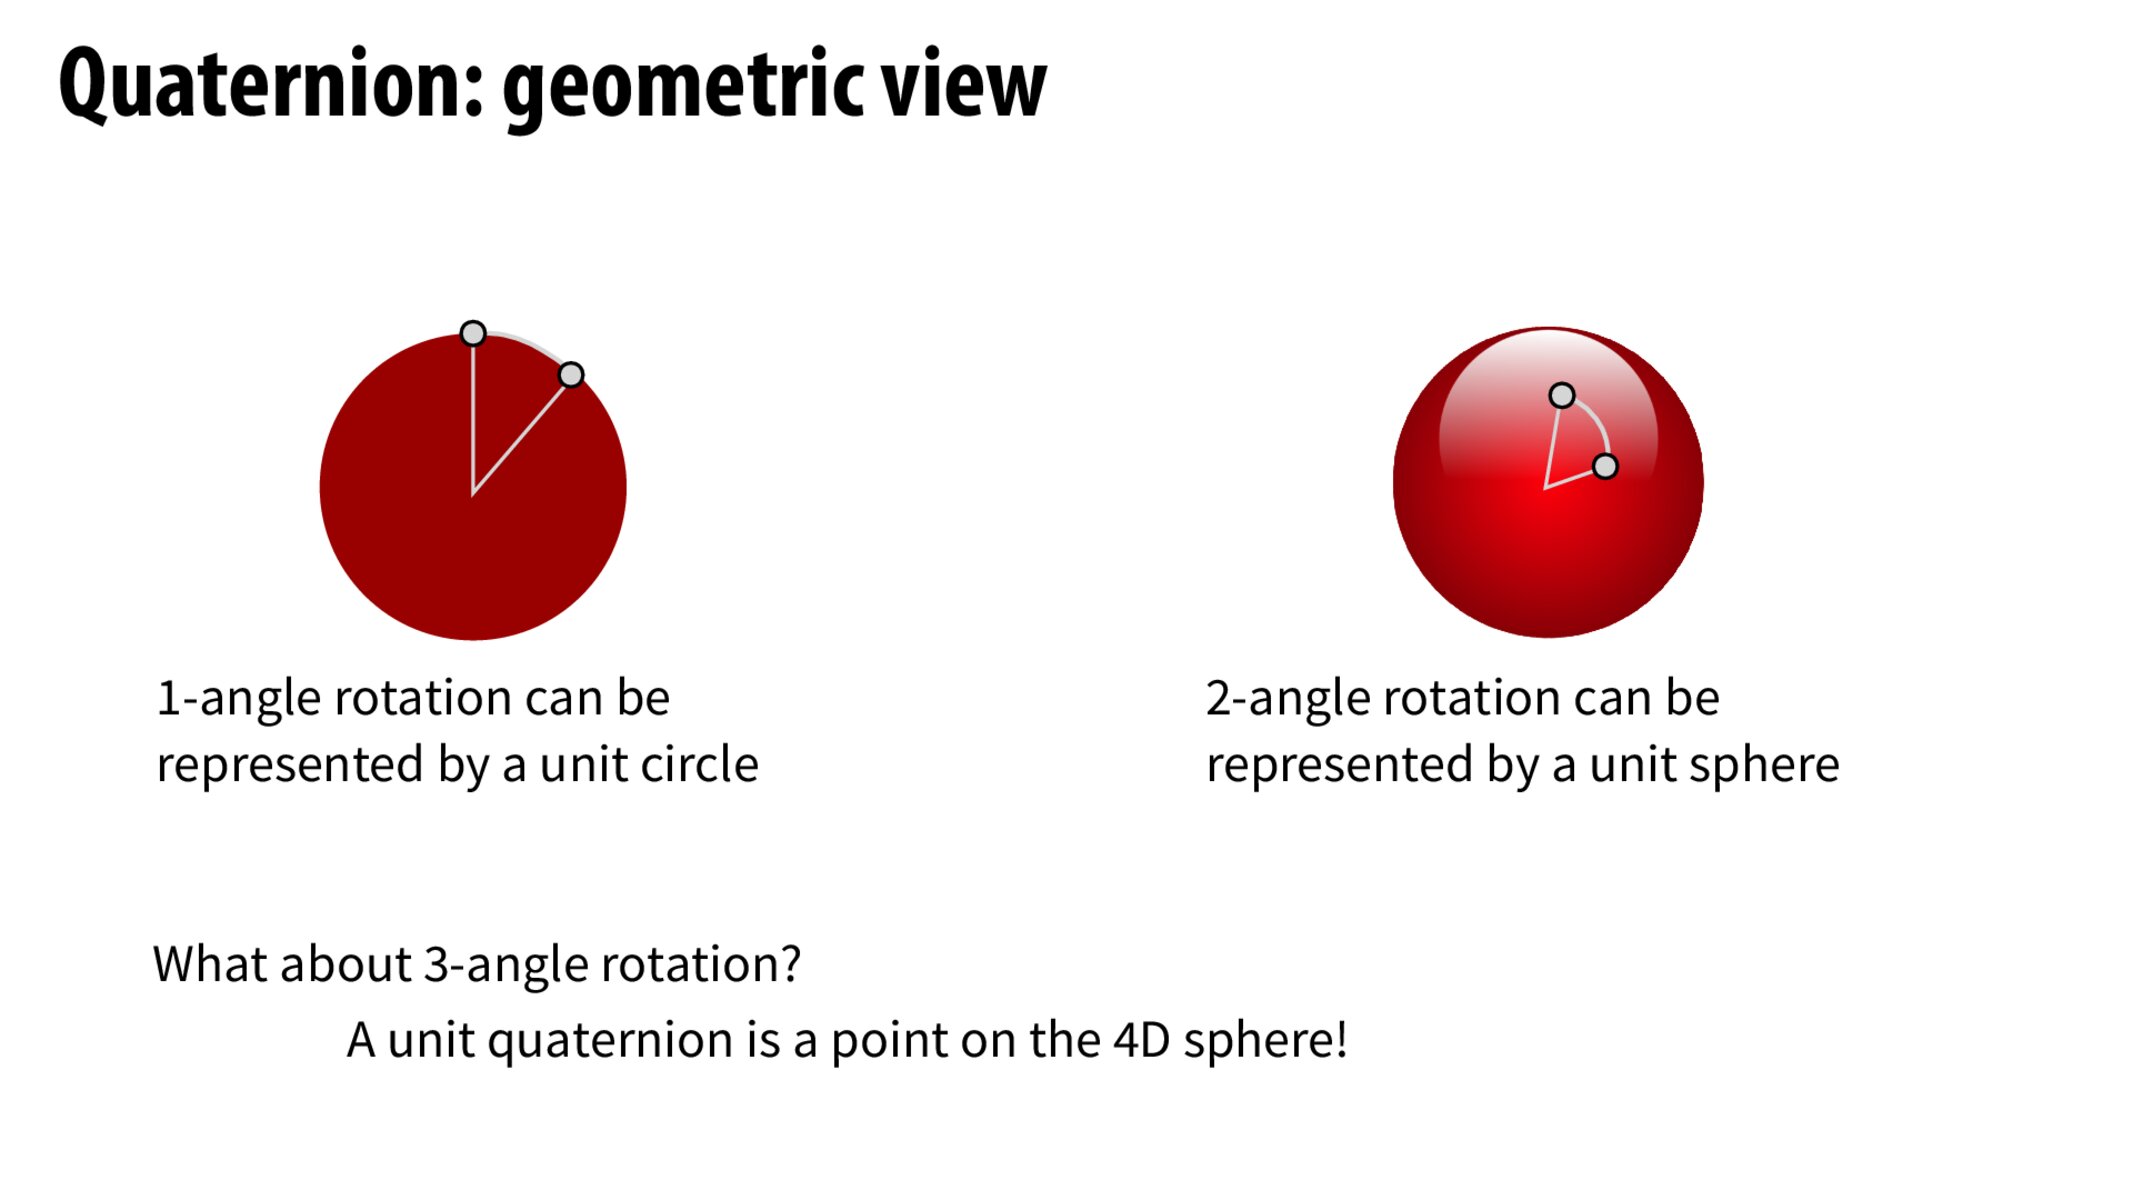 Quaternion: geometric view
1-angle rotation can be
represented by a unit circle
2-angle rotation can be
represented by a unit sphere
What about 3-angle rotation?
A unit quaternion is a point on the 4D sphere!